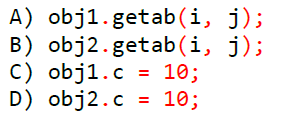 A) obj1.getab(i, j);
B) obj2.getab(i, j);
C) obj1.c = 10;
D) obj2.c = 10;